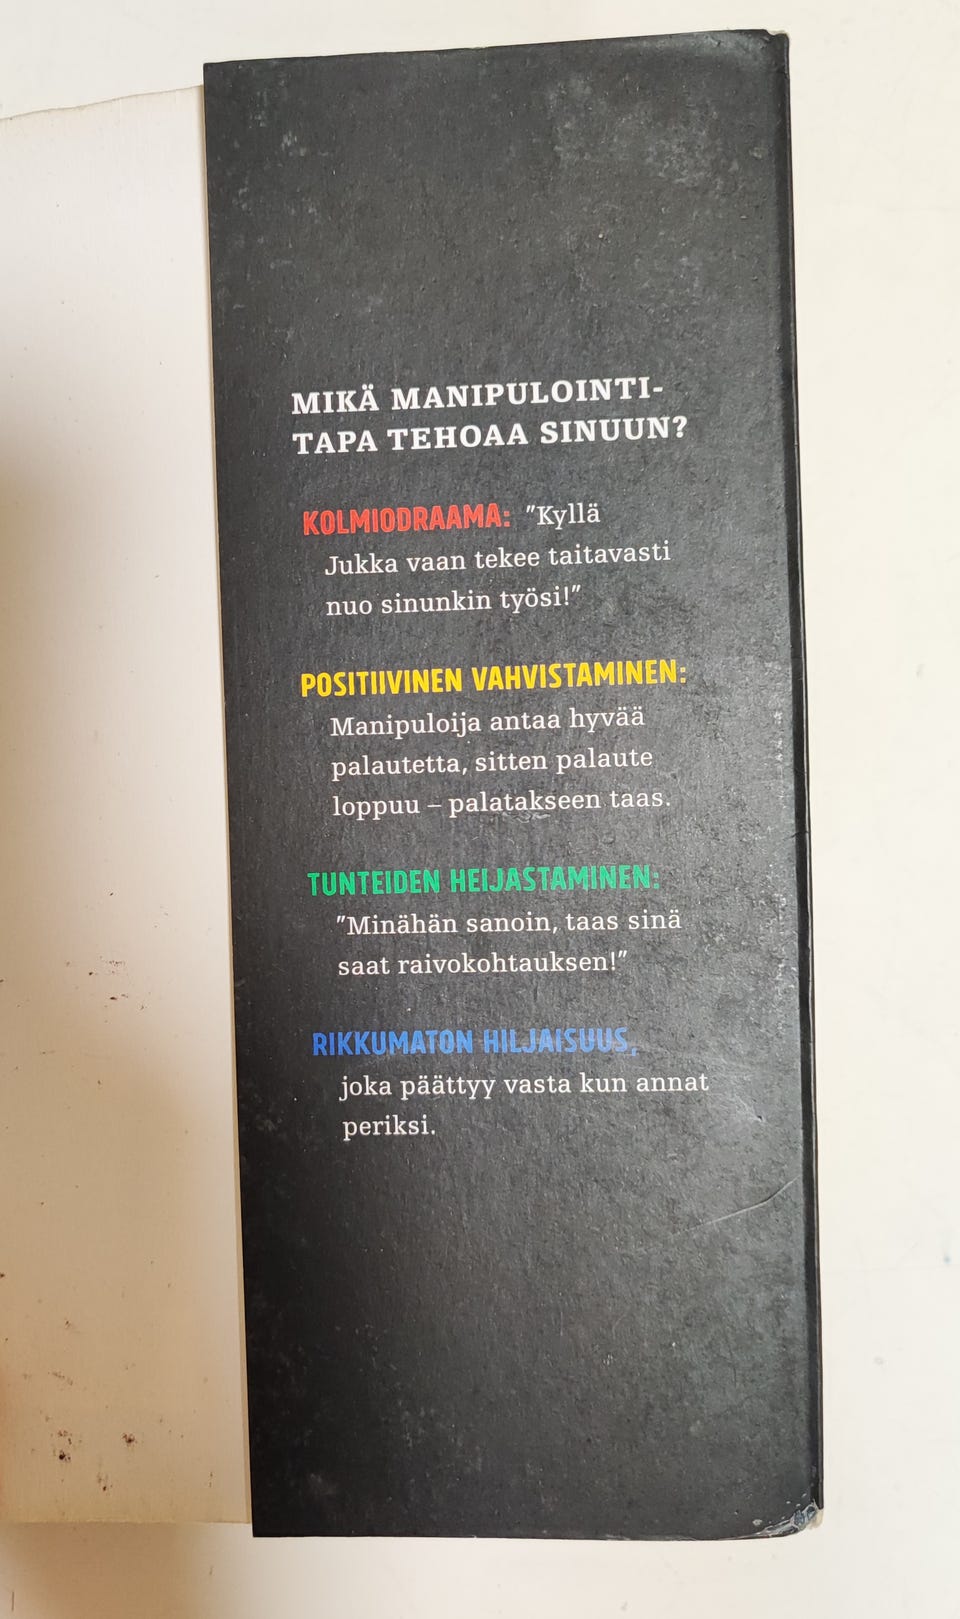 MIKÄ MANIPULOINTI-
TAPA TEHOAA SINUUN?
KOLMIODRAAMA: ”Kyllä
Jukka vaan tekee taitavasti
nuo sinunkin työsi!”
POSITIIVINEN VAHVISTAMINEN:
Manipuloija antaa hyvää
palautetta, sitten palaute
loppuu – palatakseen taas.
TUNTEIDEN HEIJASTAMINEN:
”Minähän sanoin, taas sinä
saat raivokohtauksen!”
RIKKUMATON HILJAISUUS,
joka päättyy vasta kun annat
periksi.